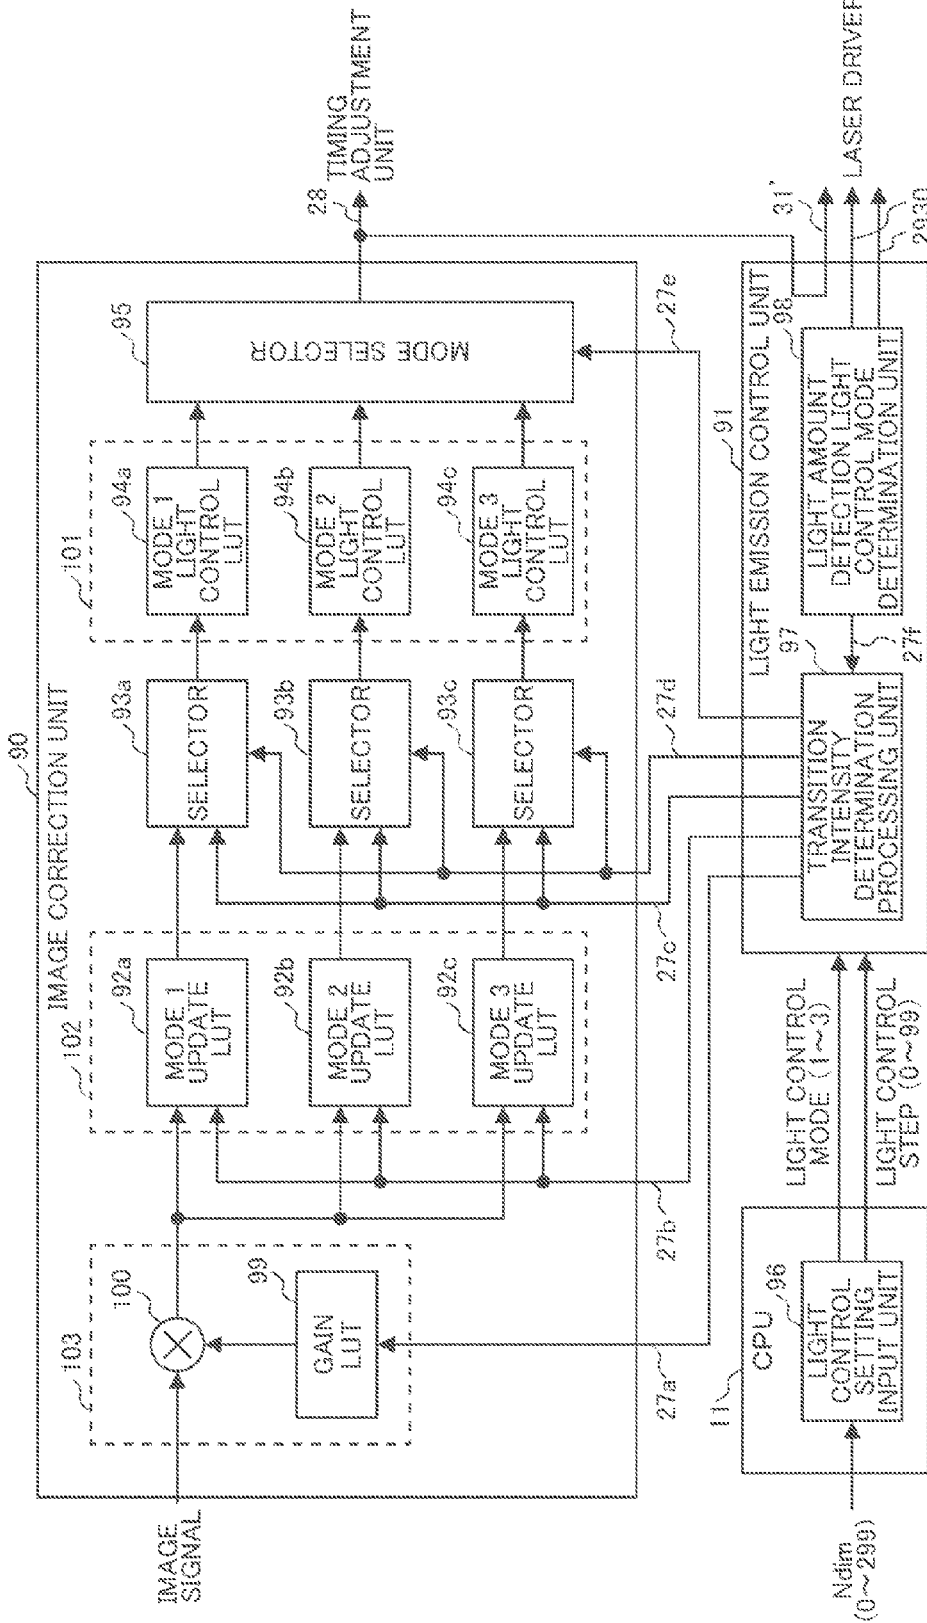 90
IMAGE CORRECTION UNIT
IMAGE
SIGNAL
103
100
99
GAIN
LUT
102
92a
MODE 1
UPDATE
LUT
92b
MODE 2
UPDATE
LUT
92c
MODE 3
UPDATE
LUT
93a
SELECTOR
93b
SELECTOR
93c
SELECTOR
101
94a
MODE 1
LIGHT
CONTROL
LUT
94b
MODE 2
LIGHT
CONTROL
LUT
94c
MODE 3
LIGHT
CONTROL
LUT
95
MODE SELECTOR
28
TIMING
ADJUSTMENT
UNIT
27a
27b
27c
27d
27e
Ndim
(0～299)
11
CPU
96
LIGHT
CONTROL
SETTING
INPUT UNIT
LIGHT CONTROL
MODE (1～3)
LIGHT CONTROL
STEP (0～99)
91
LIGHT EMISSION CONTROL UNIT
97
TRANSITION
INTENSITY
DETERMINATION
PROCESSING UNIT
27f
98
LIGHT AMOUNT
DETECTION LIGHT
CONTROL MODE
DETERMINATION UNIT
31'
2930
LASER DRIVER